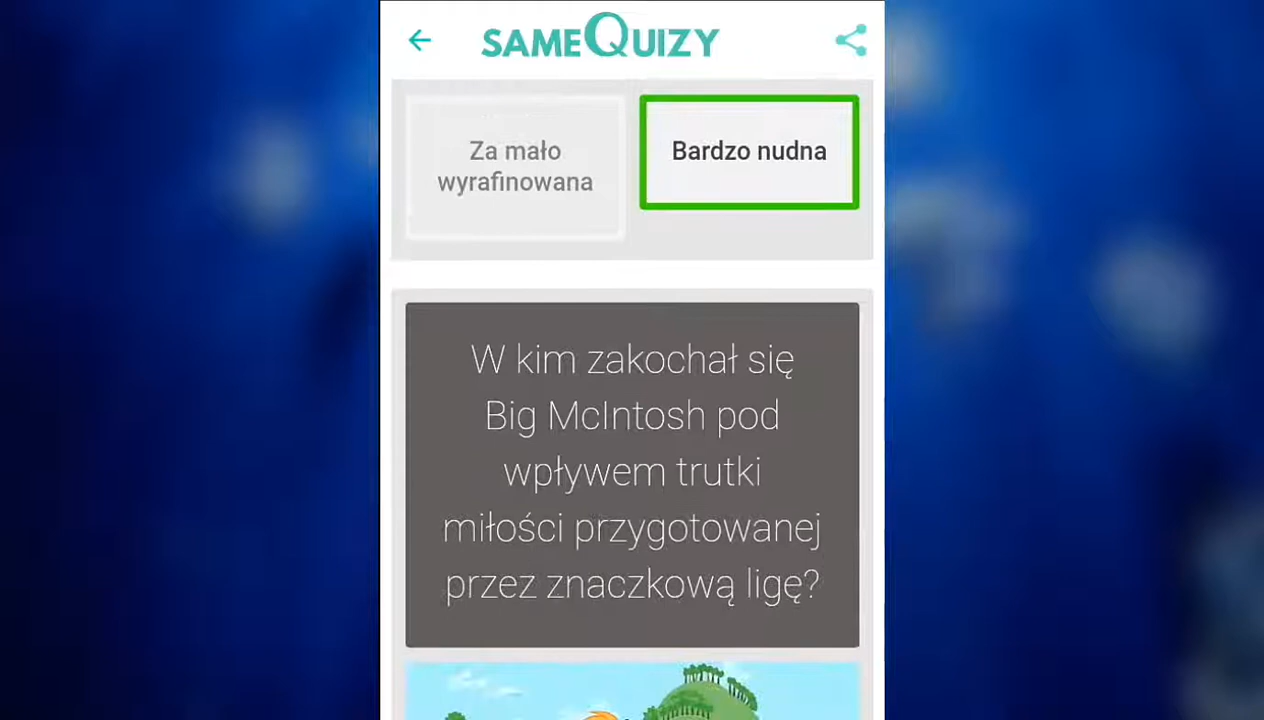 SAMEQUIZY
Za mało
wyrafinowana
Bardzo nudna
W kim zakochał się
Big McIntosh pod
wpływem trutki
miłości przygotowanej
przez znaczkową ligę?